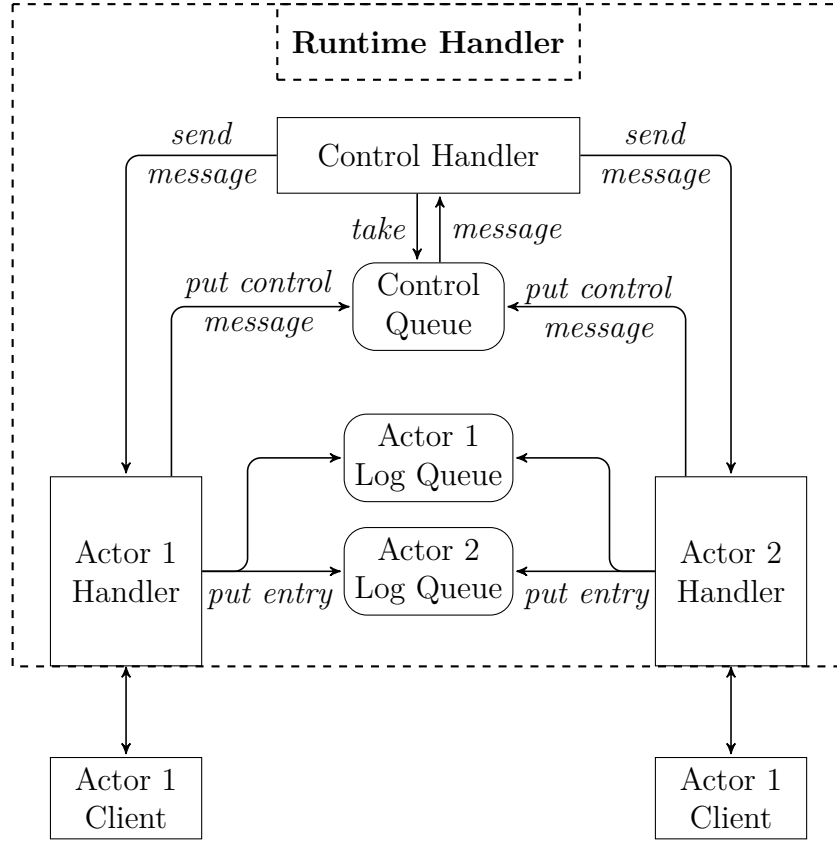 Runtime Handler
send
message
Control Handler
send
message
take
message
put control
message
Control
Queue
put control
message
Actor 1
Log Queue
Actor 1
Handler
put entry
Actor 2
Log Queue
put entry
Actor 2
Handler
Actor 1
Client
Actor 1
Client